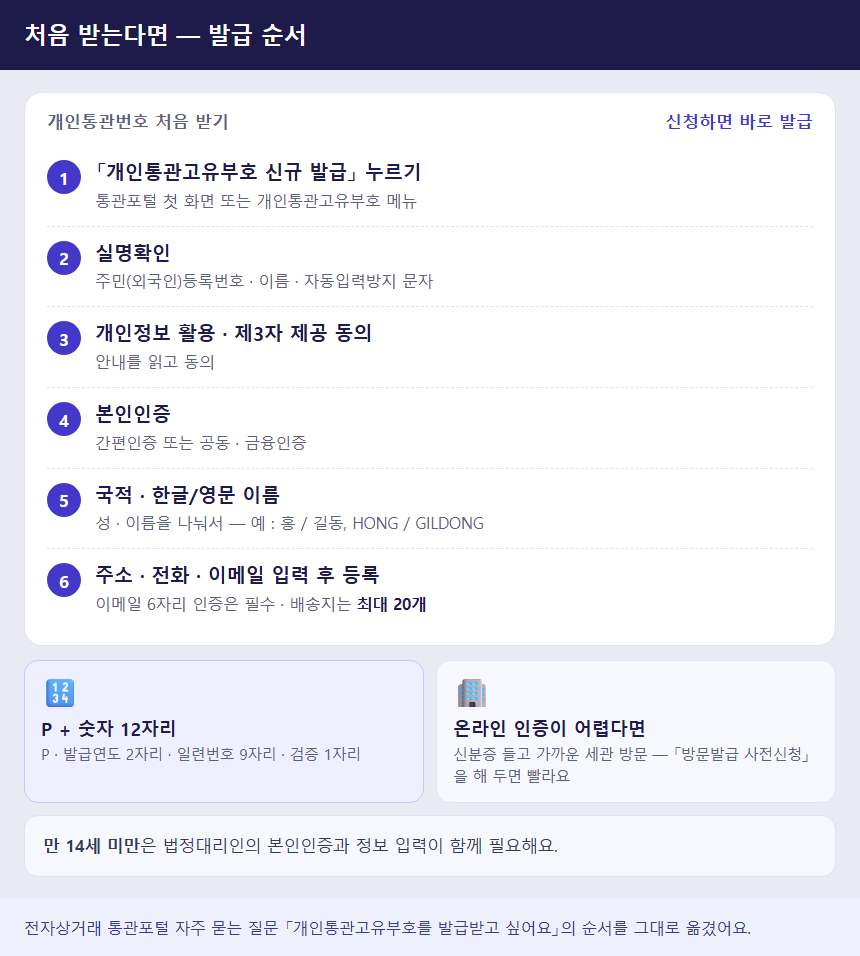 처음 받는다면 — 발급 순서
개인통관번호 처음 받기
신청하면 바로 발급
1
「개인통관고유부호 신규 발급」 누르기
통관포털 첫 화면 또는 개인통관고유부호 메뉴
2
실명확인
주민(외국인)등록번호 · 이름 · 자동입력방지 문자
3
개인정보 활용 · 제3자 제공 동의
안내를 읽고 동의
4
본인인증
간편인증 또는 공동 · 금융인증
5
국적 · 한글/영문 이름
성 · 이름을 나눠서 — 예 : 홍 / 길동, HONG / GILDONG
6
주소 · 전화 · 이메일 입력 후 등록
이메일 6자리 인증은 필수 · 배송지는 최대 20개
1 2
3 4
P + 숫자 12자리
P · 발급연도 2자리 · 일련번호 9자리 · 검증 1자리
온라인 인증이 어렵다면
신분증 들고 가까운 세관 방문 — 「방문발급 사전신청」
을 해 두면 빨라요
만 14세 미만은 법정대리인의 본인인증과 정보 입력이 함께 필요해요.
전자상거래 통관포털 자주 묻는 질문 「개인통관고유부호를 발급받고 싶어요」의 순서를 그대로 옮겼어요.